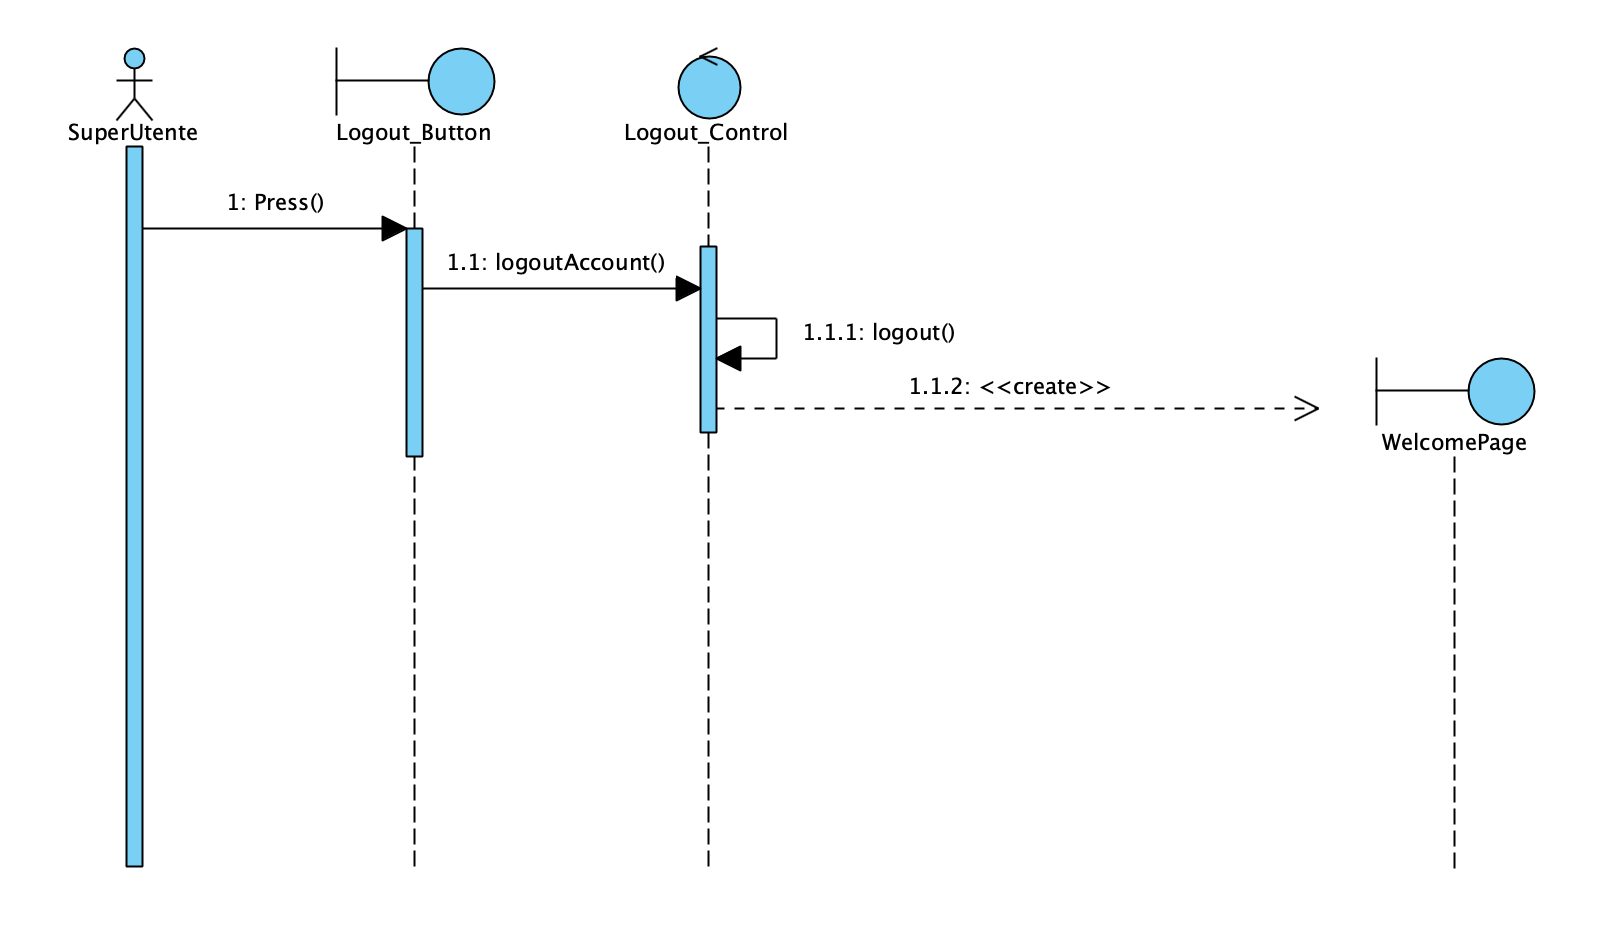 SuperUtente
Logout_Button
Logout_Control
1: Press()
1.1: logoutAccount()
1.1.1: logout()
1.1.2: <<create>>
WelcomePage